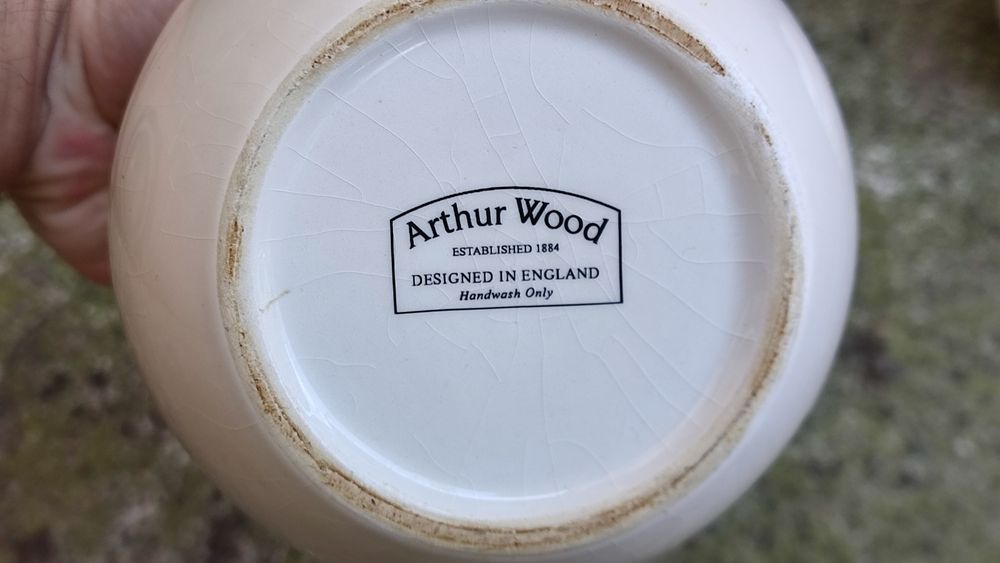 Arthur Wood
ESTABLISHED 1884
DESIGNED IN ENGLAND
Handwash Only